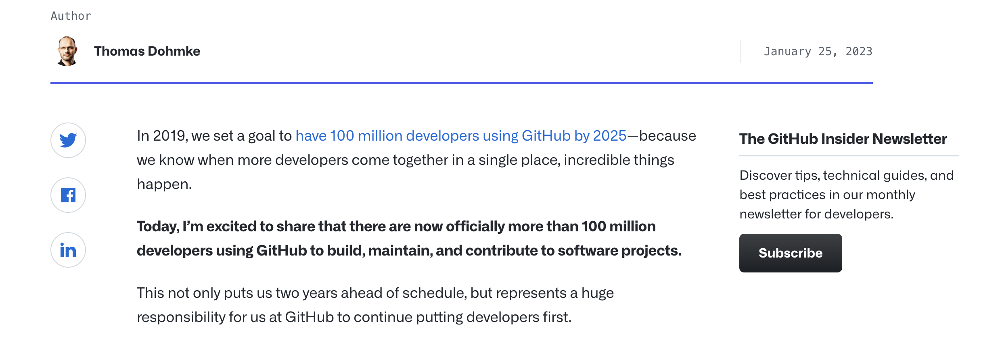 Author
Thomas Dohmke
January 25, 2023
In 2019, we set a goal to have 100 million developers using GitHub by 2025—because
we know when more developers come together in a single place, incredible things
happen.
Today, I’m excited to share that there are now officially more than 100 million
developers using GitHub to build, maintain, and contribute to software projects.
This not only puts us two years ahead of schedule, but represents a huge
responsibility for us at GitHub to continue putting developers first.
The GitHub Insider Newsletter
Discover tips, technical guides, and
best practices in our monthly
newsletter for developers.
Subscribe